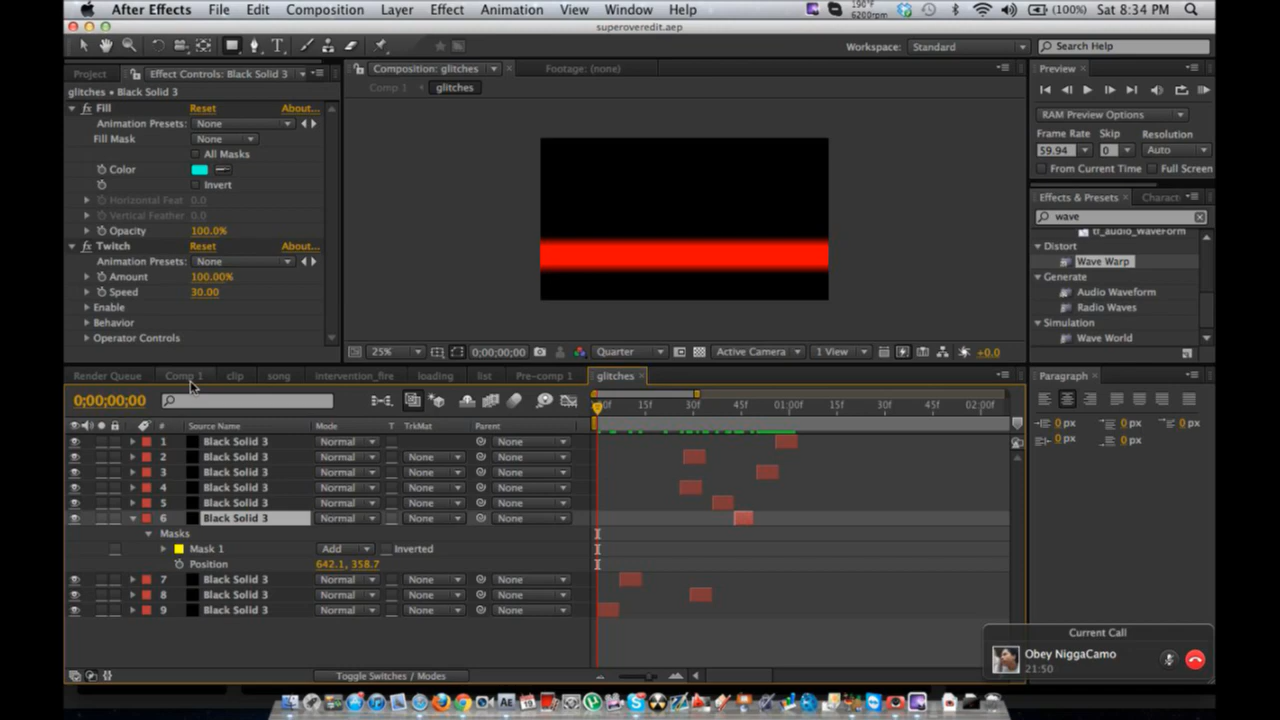 After Effects File Edit Composition Layer Effect Animation View Window Help 190°F 6200rpm (100%) Sat 8:34 PM
superoveredit.aep
Workspace: Standard Search Help
Project Effect Controls: Black Solid 3 Composition: glitches Footage: (none) Preview
glitches • Black Solid 3 Comp 1 glitches
fx Fill Reset About...
Animation Presets: None
Fill Mask None
All Masks
Color
Invert
Horizontal Feat 0.0
Vertical Feather 0.0
Opacity 100.0%
fx Twitch Reset About...
Animation Presets: None
Amount 100.00%
Speed 30.00
Enable
Behavior
Operator Controls
RAM Preview Options
Frame Rate Skip Resolution
59.94 0 Auto
From Current Time Full Screen
Effects & Presets Charact
wave
tf_audio_WaveForm
Distort
Wave Warp
Generate
Audio Waveform
Radio Waves
Simulation
Wave World
25% 0;00;00;00 Quarter Active Camera 1 View +0.0
Render Queue Comp 1 clip song intervention_fire loading list Pre-comp 1 glitches
0;00;00;00
00f 15f 30f 45f 01:00f 15f 30f 45f 02:00f
# Source Name Mode T TrkMat Parent
1 Black Solid 3 Normal None
2 Black Solid 3 Normal None None
3 Black Solid 3 Normal None None
4 Black Solid 3 Normal None None
5 Black Solid 3 Normal None None
6 Black Solid 3 Normal None None
Masks
Mask 1 Add Inverted
Position 642.1, 358.7
7 Black Solid 3 Normal None None
8 Black Solid 3 Normal None None
9 Black Solid 3 Normal None None
Toggle Switches / Modes
Paragraph
0 px 0 px 0 px
0 px 0 px
Current Call
Obey NiggaCamo
21:50